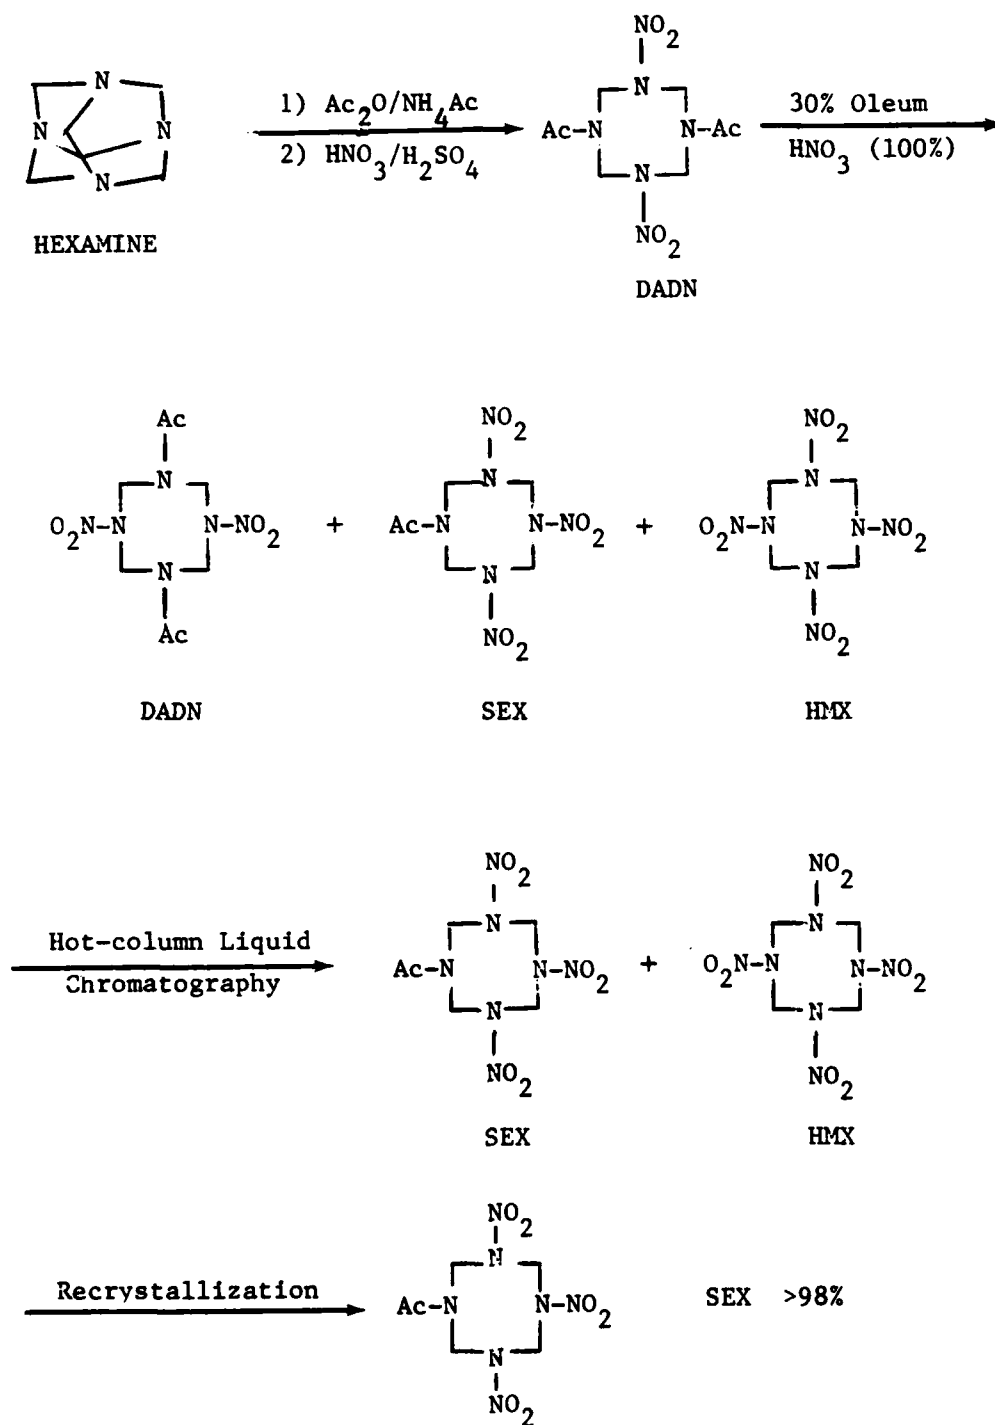 NO2
N
N
N
N
N
1) Ac2O/NH4Ac
2) HNO3/H2SO4
Ac-N
N-Ac
N
NO2
30% Oleum
HNO3 (100%)
HEXAMINE
DADN
Ac
N
O2N-N
N-NO2
N
Ac
+
NO2
N
Ac-N
N-NO2
N
NO2
+
NO2
N
O2N-N
N-NO2
N
NO2
DADN
SEX
HMX
Hot-column Liquid
Chromatography
NO2
N
Ac-N
N-NO2
N
NO2
+
NO2
N
O2N-N
N-NO2
N
NO2
SEX
HMX
Recrystallization
NO2
N
Ac-N
N-NO2
N
NO2
SEX >98%